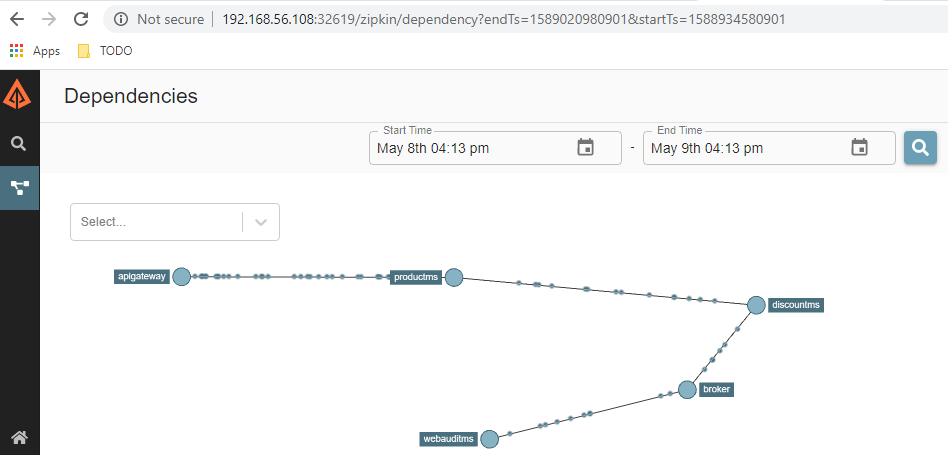 Not secure | 192.168.56.108:32619/zipkin/dependency?endTs=1589020980901&startTs=1588934580901
Apps TODO
Dependencies
Start Time End Time
May 8th 04:13 pm - May 9th 04:13 pm
Select...
apigateway productms
discountms
broker
webauditms